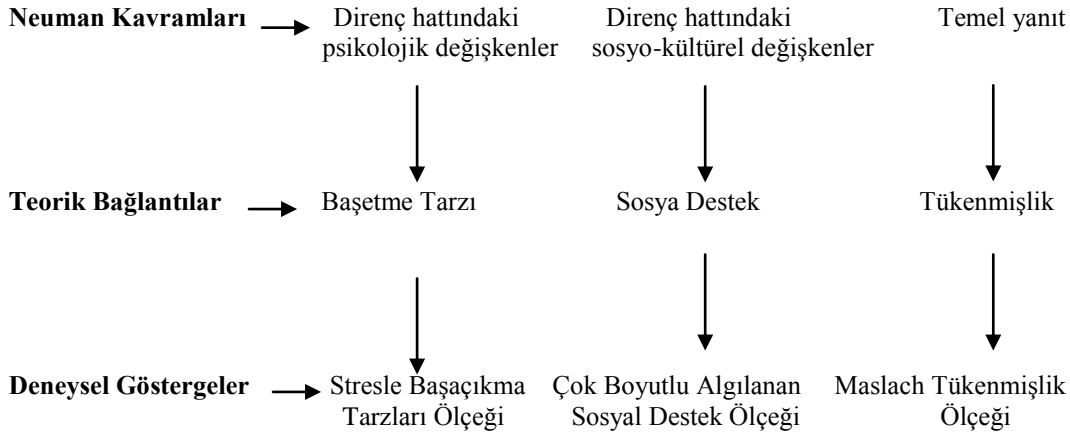 Neuman Kavramları Direnç hattındaki Direnç hattındaki Temel yanıt
psikolojik değişkenler sosyo-kültürel değişkenler
Teorik Bağlantılar Başetme Tarzı Sosya Destek Tükenmişlik
Deneysel Göstergeler Stresle Başaçıkma Çok Boyutlu Algılanan Maslach Tükenmişlik
Tarzları Ölçeği Sosyal Destek Ölçeği Ölçeği